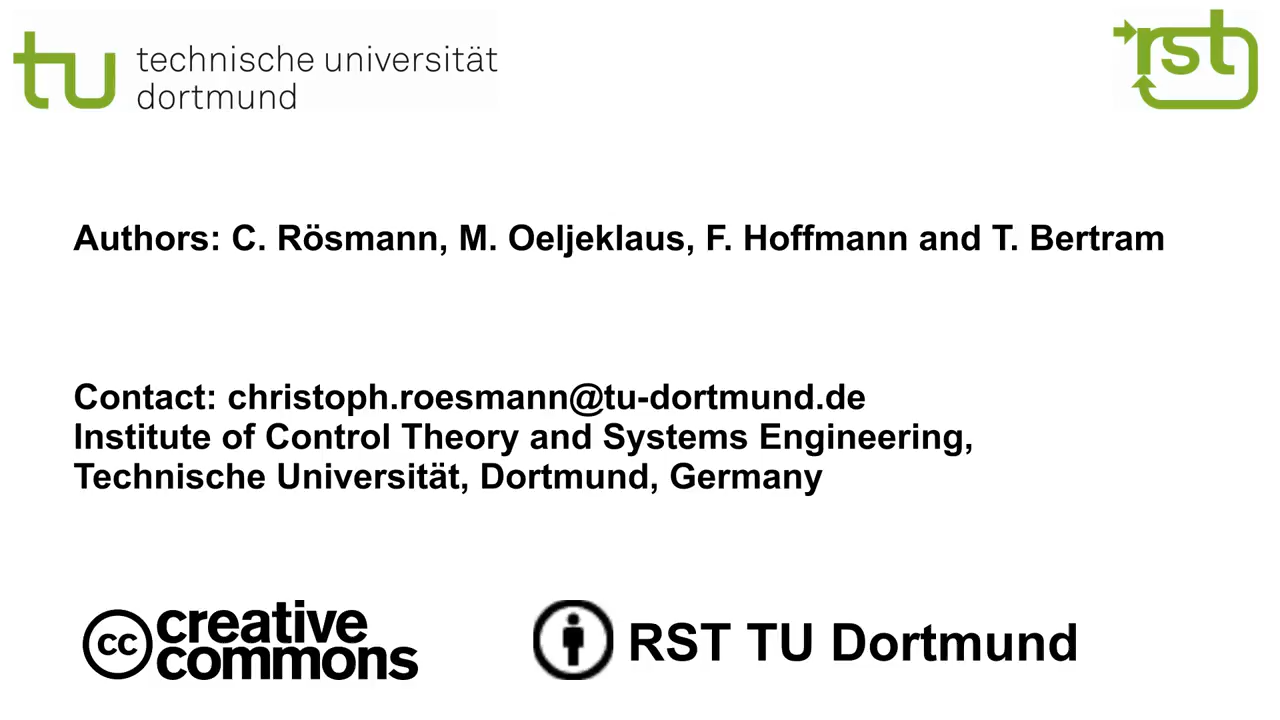 tu technische universität
dortmund
rst
Authors: C. Rösmann, M. Oeljeklaus, F. Hoffmann and T. Bertram
Contact: christoph.roesmann@tu-dortmund.de
Institute of Control Theory and Systems Engineering,
Technische Universität, Dortmund, Germany
cc creative
commons
RST TU Dortmund